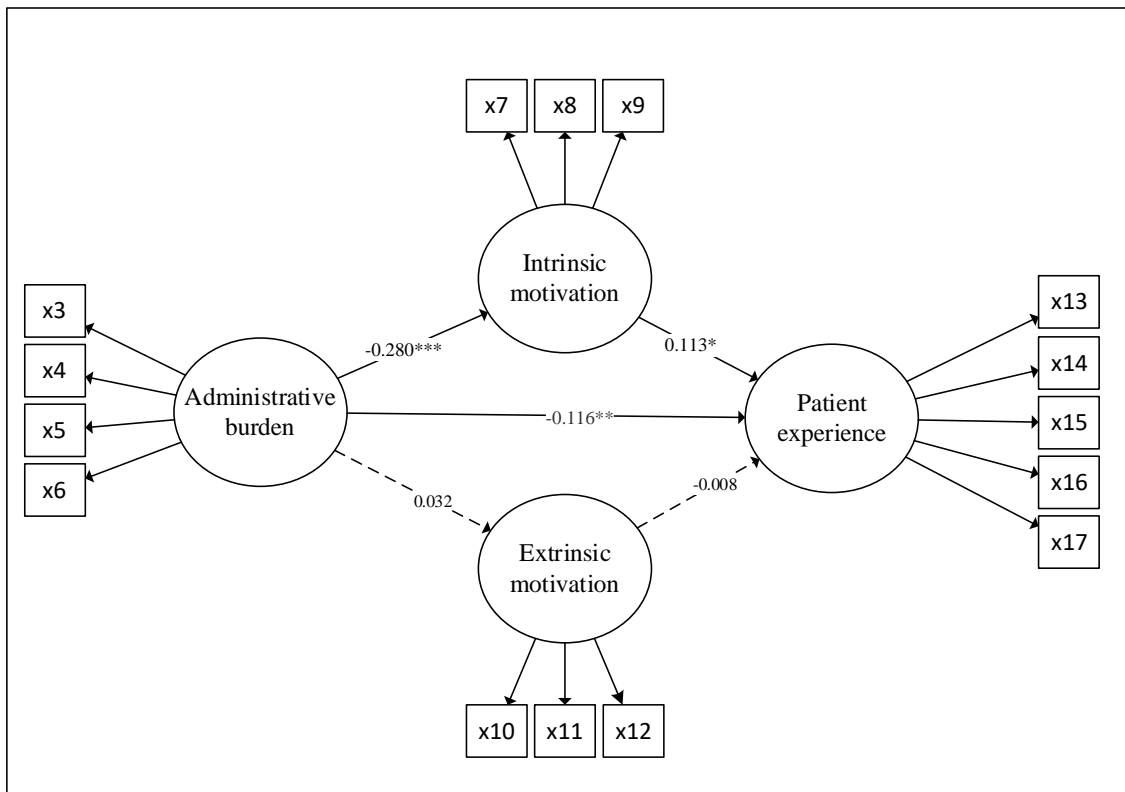 x7 x8 x9
Intrinsic
motivation
x3
x4
x5
x6
Administrative
burden
-0.280***
0.113*
-0.116**
0.032
-0.008
Patient
experience
x13
x14
x15
x16
x17
Extrinsic
motivation
x10 x11 x12